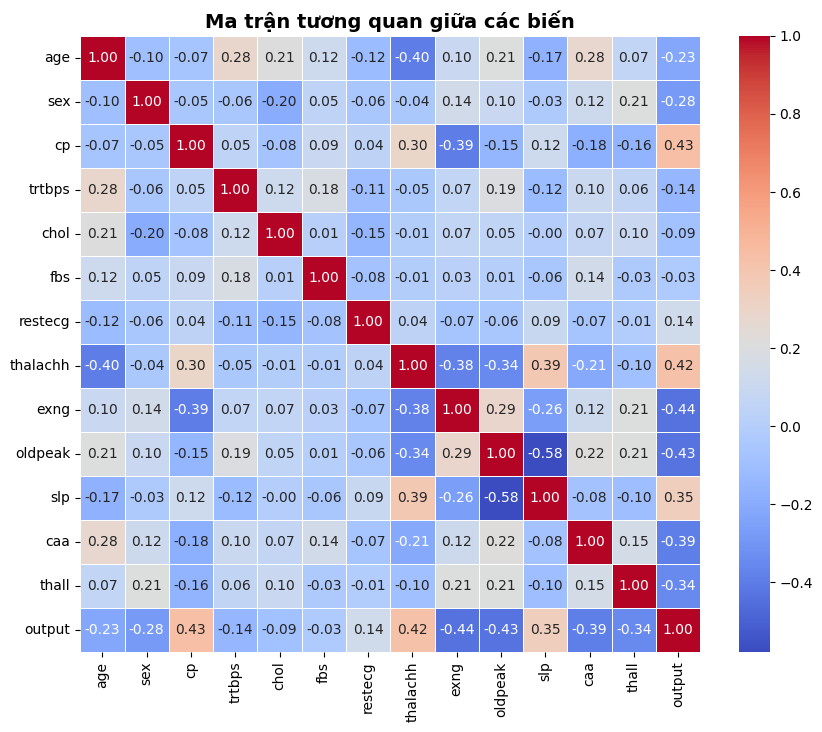 Ma trận tương quan giữa các biến
age 1.00 -0.10 -0.07 0.28 0.21 0.12 -0.12 -0.40 0.10 0.21 -0.17 0.28 0.07 -0.23
sex -0.10 1.00 -0.05 -0.06 -0.20 0.05 -0.06 -0.04 0.14 0.10 -0.03 0.12 0.21 -0.28
cp -0.07 -0.05 1.00 0.05 -0.08 0.09 0.04 0.30 -0.39 -0.15 0.12 -0.18 -0.16 0.43
trtbps 0.28 -0.06 0.05 1.00 0.12 0.18 -0.11 -0.05 0.07 0.19 -0.12 0.10 0.06 -0.14
chol 0.21 -0.20 -0.08 0.12 1.00 0.01 -0.15 -0.01 0.07 0.05 -0.00 0.07 0.10 -0.09
fbs 0.12 0.05 0.09 0.18 0.01 1.00 -0.08 -0.01 0.03 0.01 -0.06 0.14 -0.03 -0.03
restecg -0.12 -0.06 0.04 -0.11 -0.15 -0.08 1.00 0.04 -0.07 -0.06 0.09 -0.07 -0.01 0.14
thalachh -0.40 -0.04 0.30 -0.05 -0.01 -0.01 0.04 1.00 -0.38 -0.34 0.39 -0.21 -0.10 0.42
exng 0.10 0.14 -0.39 0.07 0.07 0.03 -0.07 -0.38 1.00 0.29 -0.26 0.12 0.21 -0.44
oldpeak 0.21 0.10 -0.15 0.19 0.05 0.01 -0.06 -0.34 0.29 1.00 -0.58 0.22 0.21 -0.43
slp -0.17 -0.03 0.12 -0.12 -0.00 -0.06 0.09 0.39 -0.26 -0.58 1.00 -0.08 -0.10 0.35
caa 0.28 0.12 -0.18 0.10 0.07 0.14 -0.07 -0.21 0.12 0.22 -0.08 1.00 0.15 -0.39
thall 0.07 0.21 -0.16 0.06 0.10 -0.03 -0.01 -0.10 0.21 0.21 -0.10 0.15 1.00 -0.34
output -0.23 -0.28 0.43 -0.14 -0.09 -0.03 0.14 0.42 -0.44 -0.43 0.35 -0.39 -0.34 1.00
age sex cp trtbps chol fbs restecg thalachh exng oldpeak slp caa thall output
1.0
0.8
0.6
0.4
0.2
0.0
−0.2
−0.4